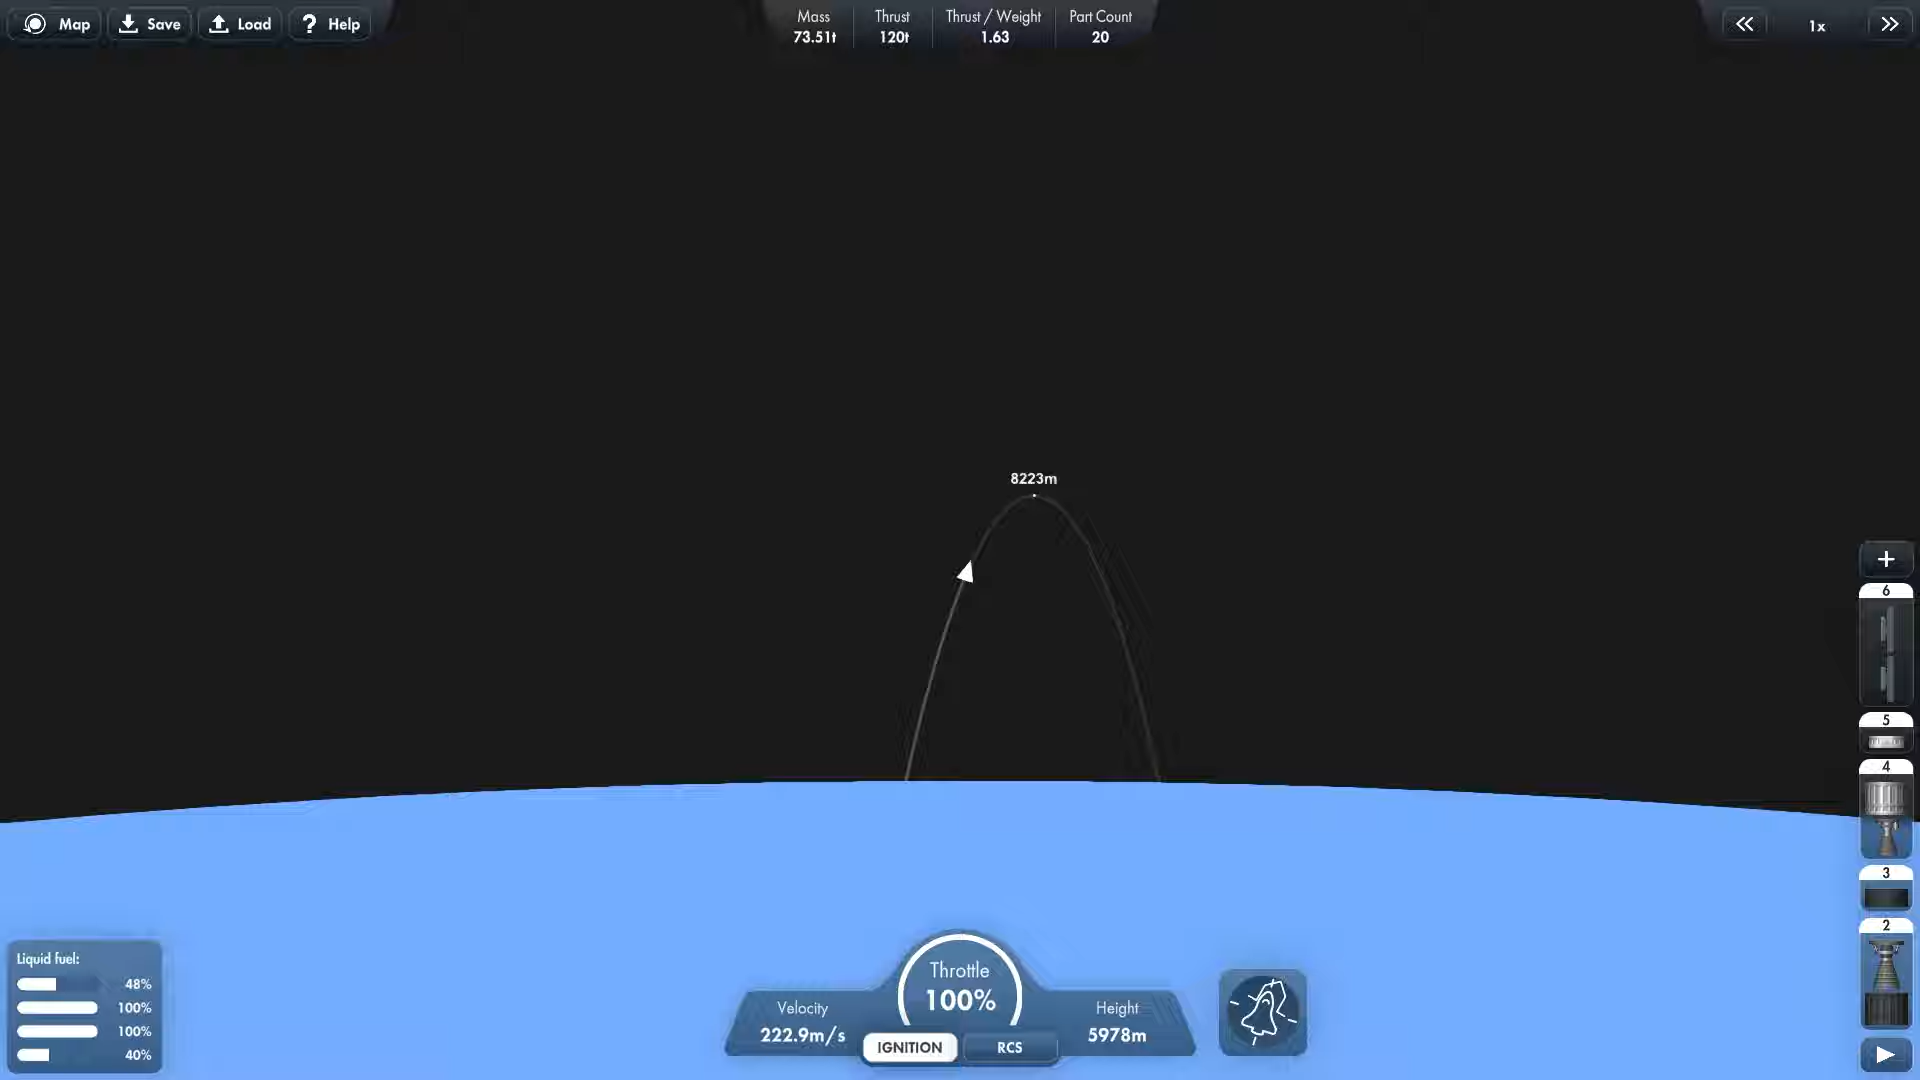 Map
Save
Load
Help
Mass
73.51t
Thrust
120t
Thrust / Weight
1.63
Part Count
20
1x
8223m
6
5
4
3
2
Liquid fuel:
48%
100%
100%
40%
Throttle
100%
Velocity
222.9m/s
Height
5978m
IGNITION
RCS